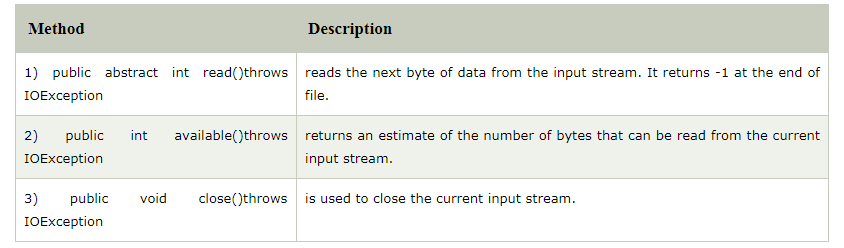 Method Description
1) public abstract int read()throws IOException
reads the next byte of data from the input stream. It returns -1 at the end of file.
2) public int available()throws IOException
returns an estimate of the number of bytes that can be read from the current input stream.
3) public void close()throws IOException
is used to close the current input stream.